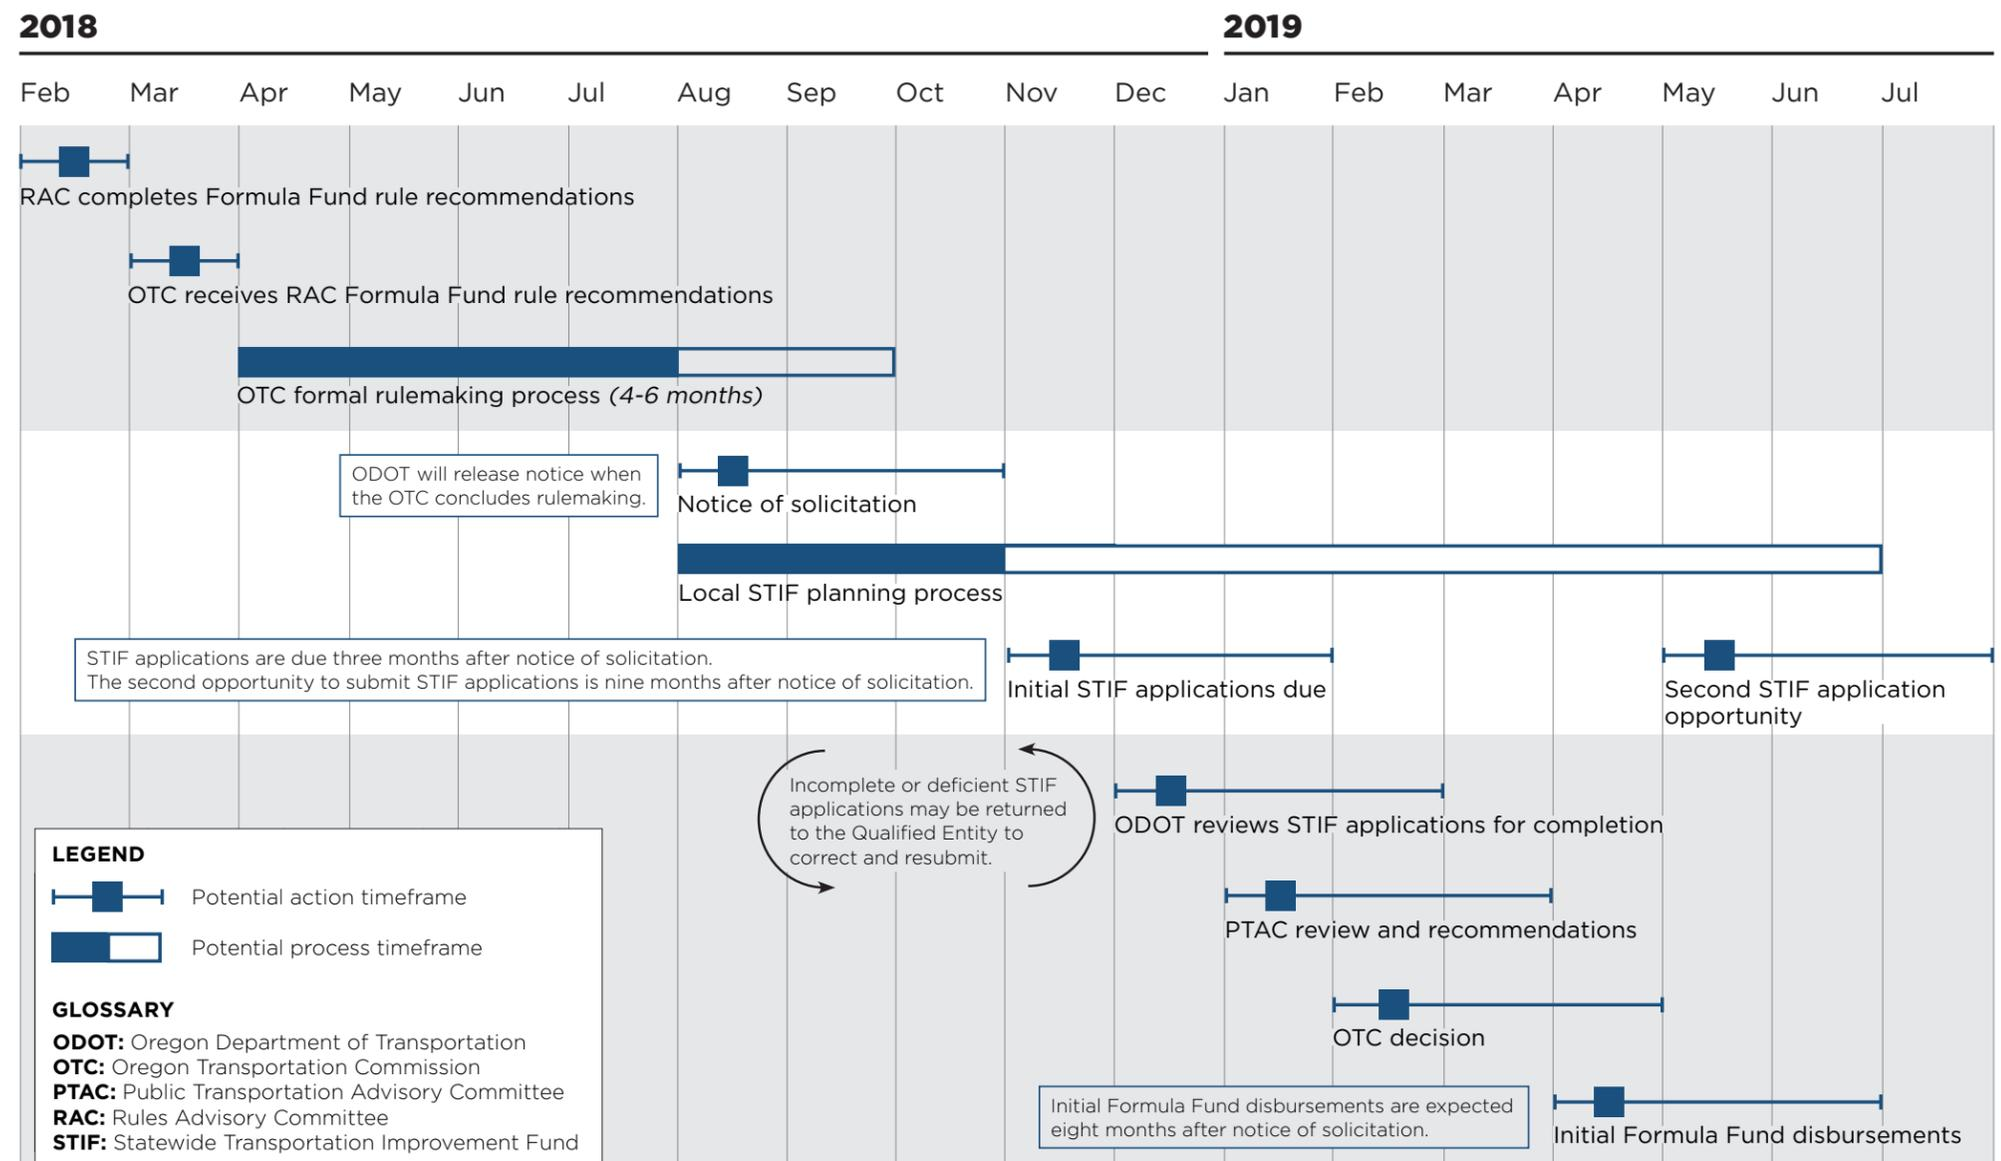 2018
2019
Feb Mar Apr May Jun Jul Aug Sep Oct Nov Dec Jan Feb Mar Apr May Jun Jul
RAC completes Formula Fund rule recommendations
OTC receives RAC Formula Fund rule recommendations
OTC formal rulemaking process (4-6 months)
ODOT will release notice when
the OTC concludes rulemaking.
Notice of solicitation
Local STIF planning process
STIF applications are due three months after notice of solicitation.
The second opportunity to submit STIF applications is nine months after notice of solicitation.
Initial STIF applications due
Second STIF application
opportunity
Incomplete or deficient STIF
applications may be returned
to the Qualified Entity to
correct and resubmit.
ODOT reviews STIF applications for completion
PTAC review and recommendations
OTC decision
Initial Formula Fund disbursements are expected
eight months after notice of solicitation.
Initial Formula Fund disbursements
LEGEND
Potential action timeframe
Potential process timeframe
GLOSSARY
ODOT: Oregon Department of Transportation
OTC: Oregon Transportation Commission
PTAC: Public Transportation Advisory Committee
RAC: Rules Advisory Committee
STIF: Statewide Transportation Improvement Fund